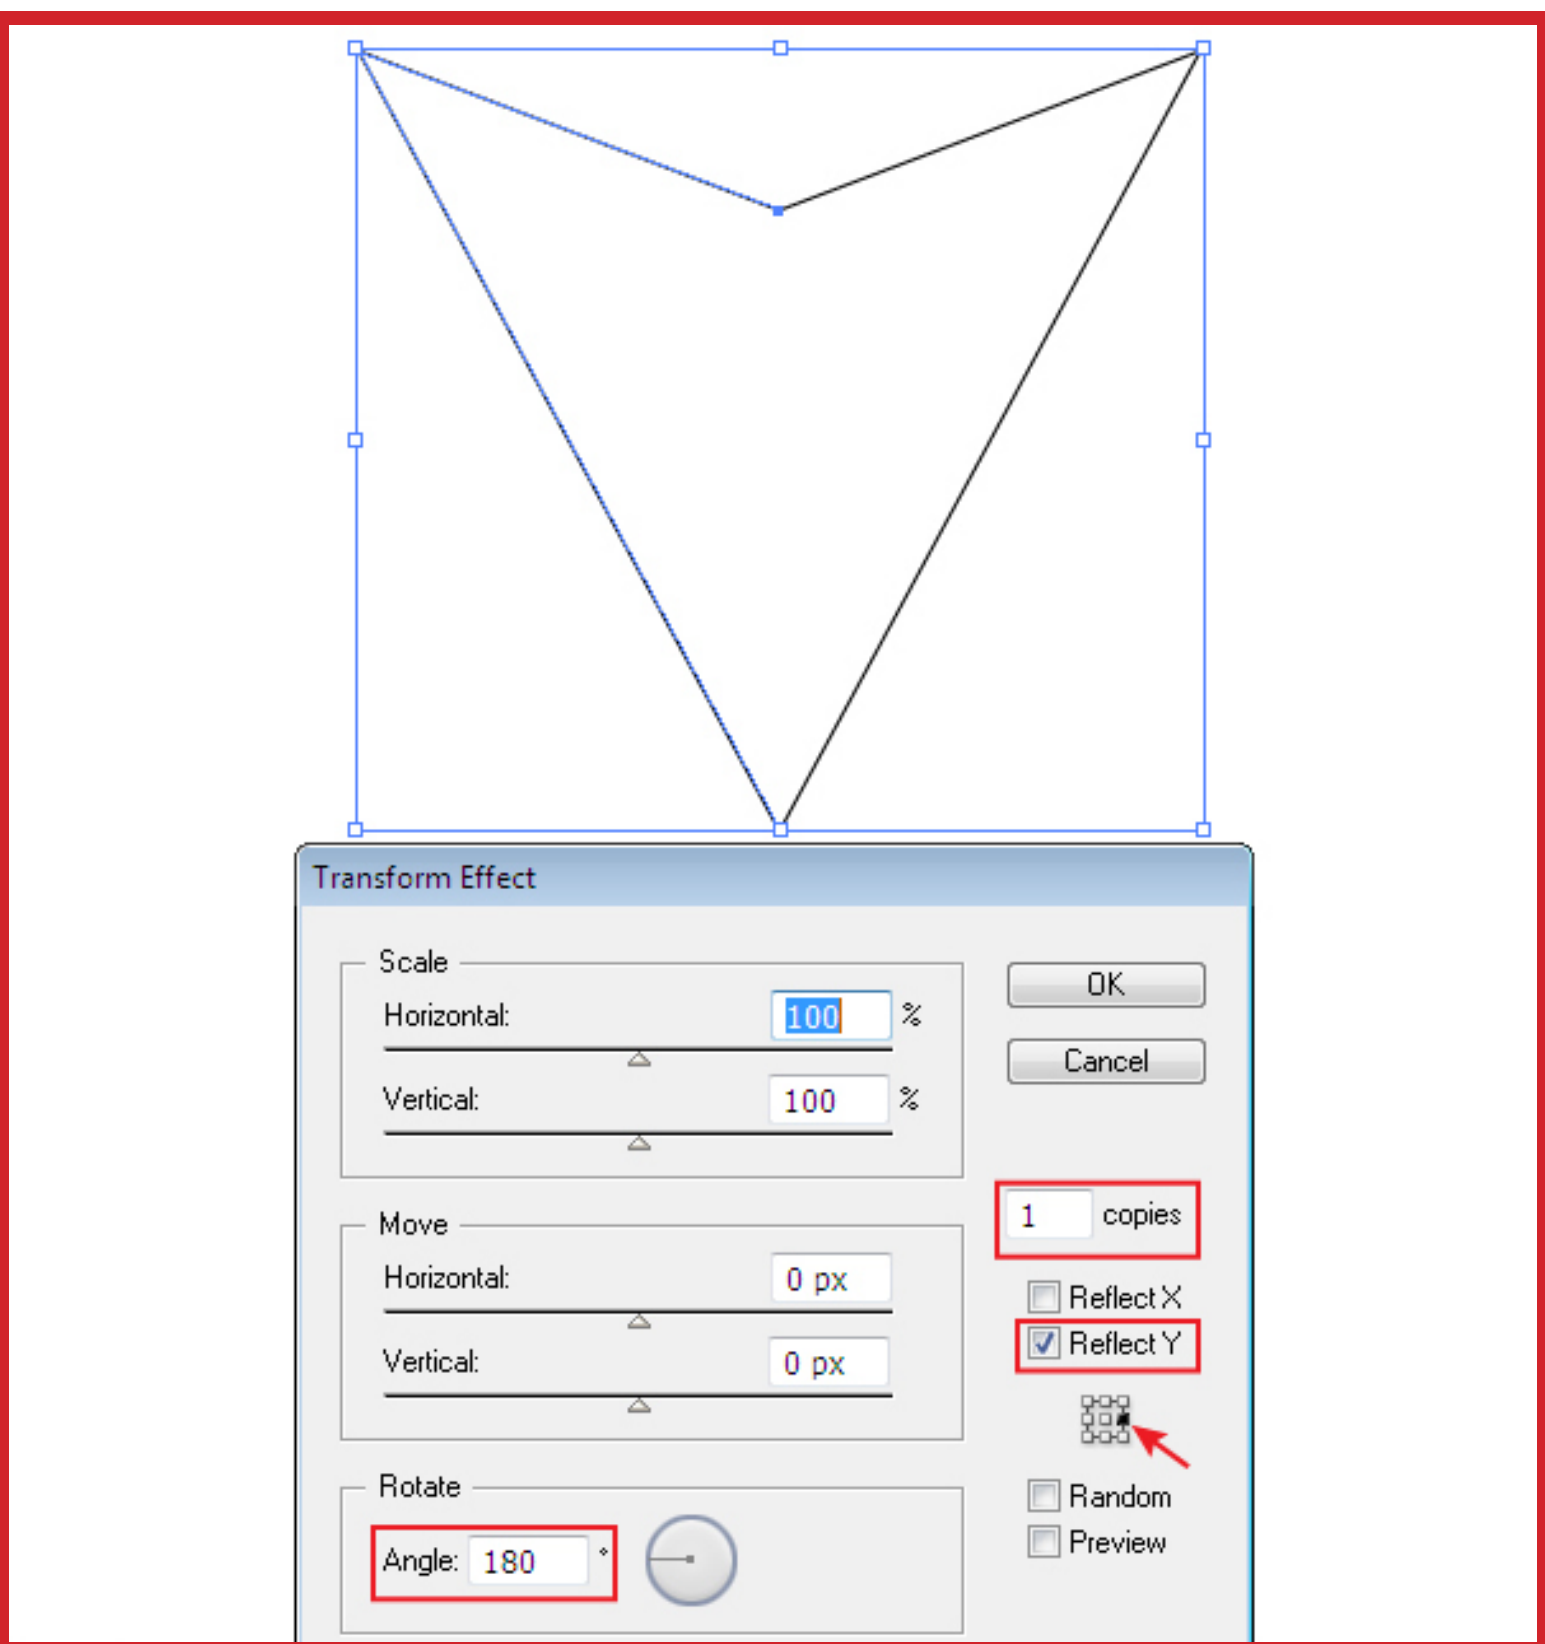 Transform Effect
Scale
Horizontal: 100 %
Vertical: 100 %
OK
Cancel
Move
Horizontal: 0 px
Vertical: 0 px
1 copies
Reflect X
Reflect Y
Random
Preview
Rotate
Angle: 180 °